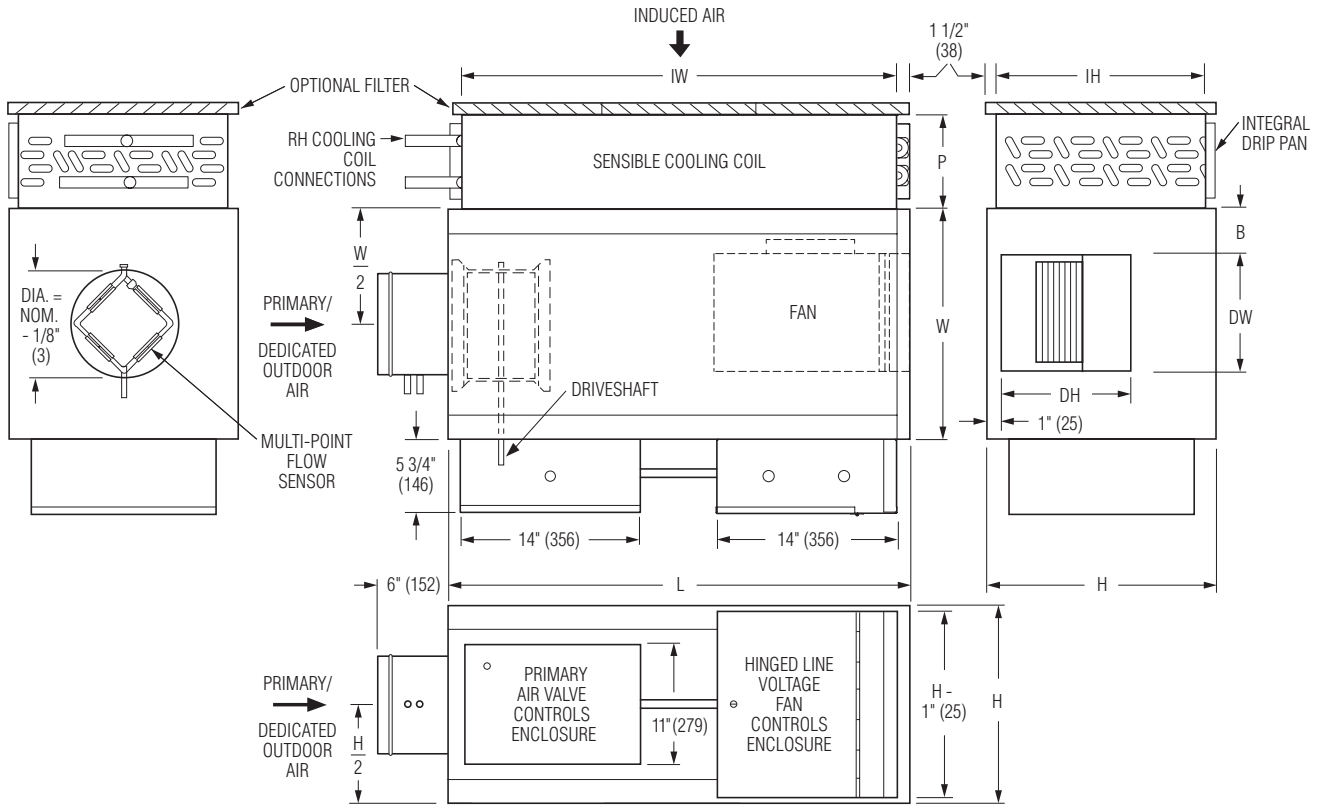 INDUCED AIR
1 1/2"
(38)
IW
IH
OPTIONAL FILTER
RH COOLING
COIL
CONNECTIONS
SENSIBLE COOLING COIL
P
INTEGRAL
DRIP PAN
W
2
B
DIA. =
NOM.
- 1/8"
(3)
PRIMARY/
DEDICATED
OUTDOOR
AIR
FAN
W
DW
DH
1" (25)
DRIVESHAFT
MULTI-POINT
FLOW
SENSOR
5 3/4"
(146)
14" (356)
14" (356)
6" (152)
L
H
PRIMARY/
DEDICATED
OUTDOOR
AIR
H
2
PRIMARY
AIR VALVE
CONTROLS
ENCLOSURE
11"(279)
HINGED LINE
VOLTAGE
FAN
CONTROLS
ENCLOSURE
H -
1" (25)
H